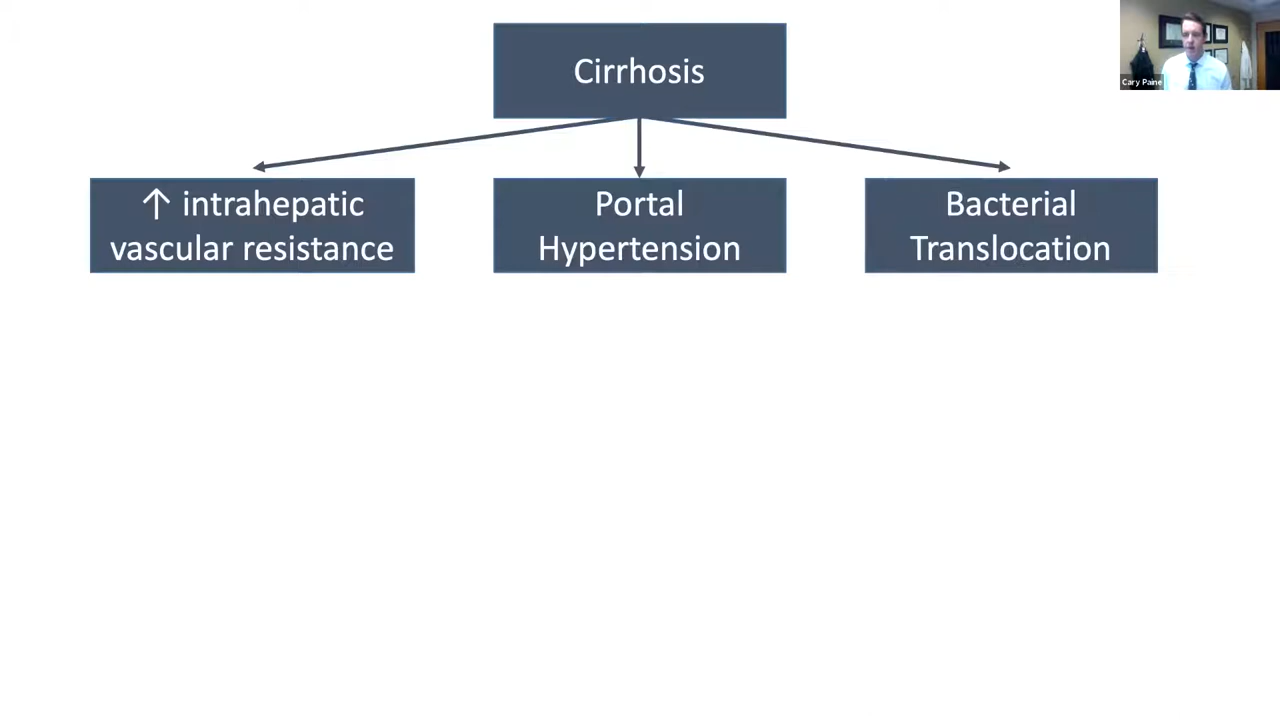 Cirrhosis
Cary Paine
↑ intrahepatic
vascular resistance
Portal
Hypertension
Bacterial
Translocation